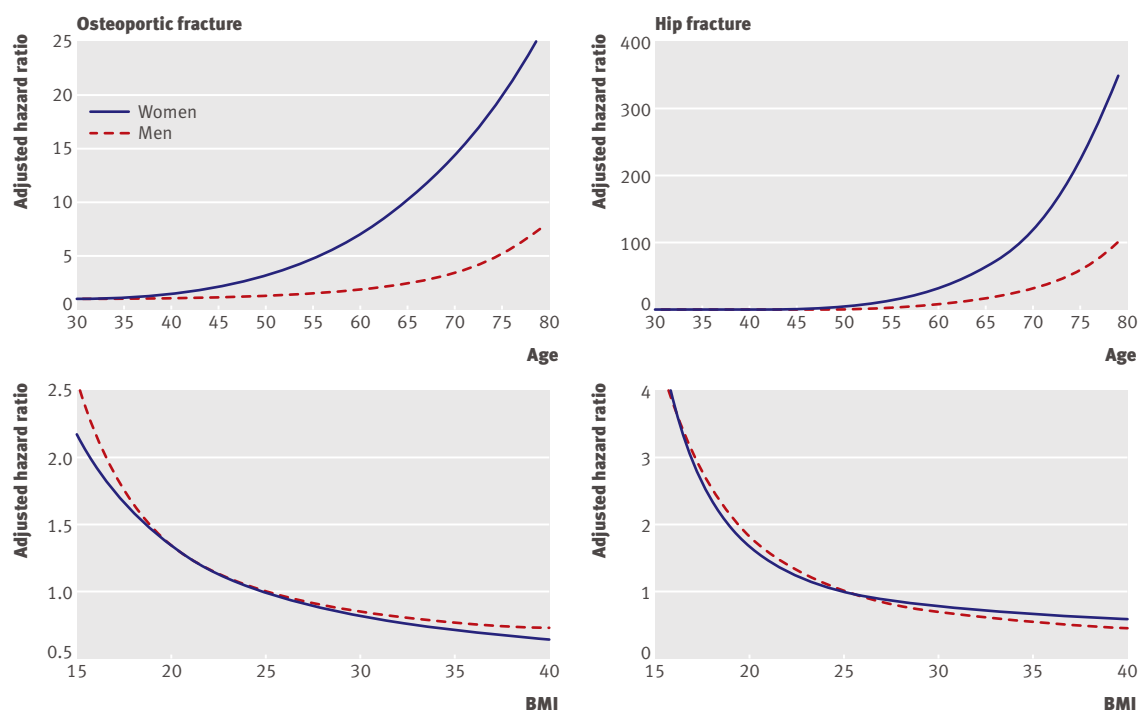 Osteoportic fracture
Adjusted hazard ratio
25
20
15
10
5
0
Women
Men
30 35 40 45 50 55 60 65 70 75 80
Age
Hip fracture
Adjusted hazard ratio
400
300
200
100
0
30 35 40 45 50 55 60 65 70 75 80
Age
Adjusted hazard ratio
2.5
2.0
1.5
1.0
0.5
15 20 25 30 35 40
BMI
Adjusted hazard ratio
4
3
2
1
0
15 20 25 30 35 40
BMI